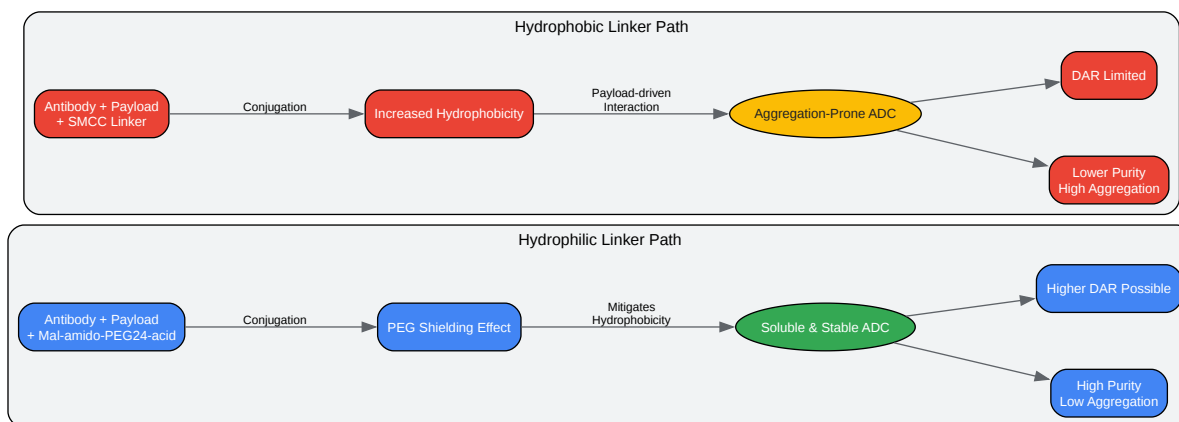 Hydrophobic Linker Path
Antibody + Payload
+ SMCC Linker
Conjugation
Increased Hydrophobicity
Payload-driven
Interaction
Aggregation-Prone ADC
DAR Limited
Lower Purity
High Aggregation
Hydrophilic Linker Path
Antibody + Payload
+ Mal-amido-PEG24-acid
Conjugation
PEG Shielding Effect
Mitigates
Hydrophobicity
Soluble & Stable ADC
Higher DAR Possible
High Purity
Low Aggregation